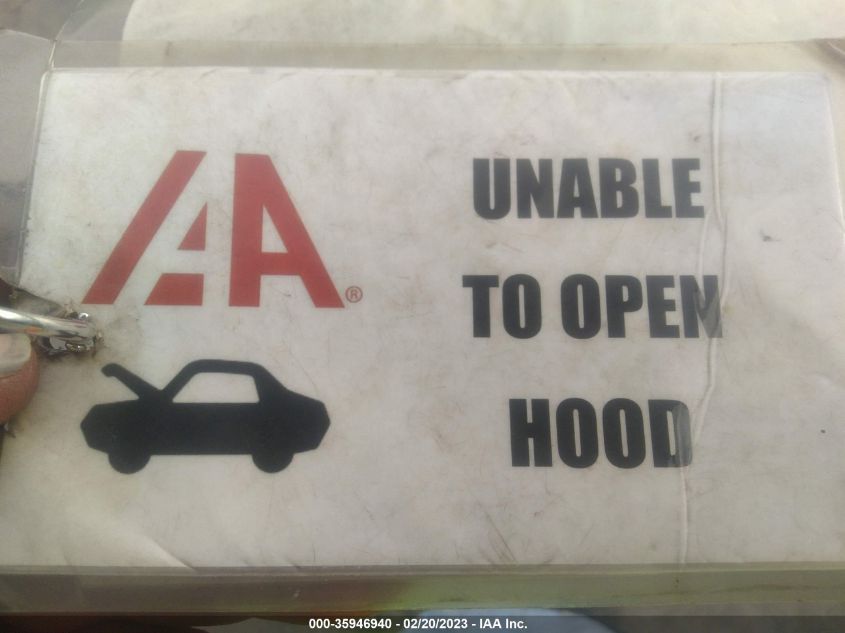 IAA®
UNABLE
TO OPEN
HOOD
000-35946940 - 02/20/2023 - IAA Inc.